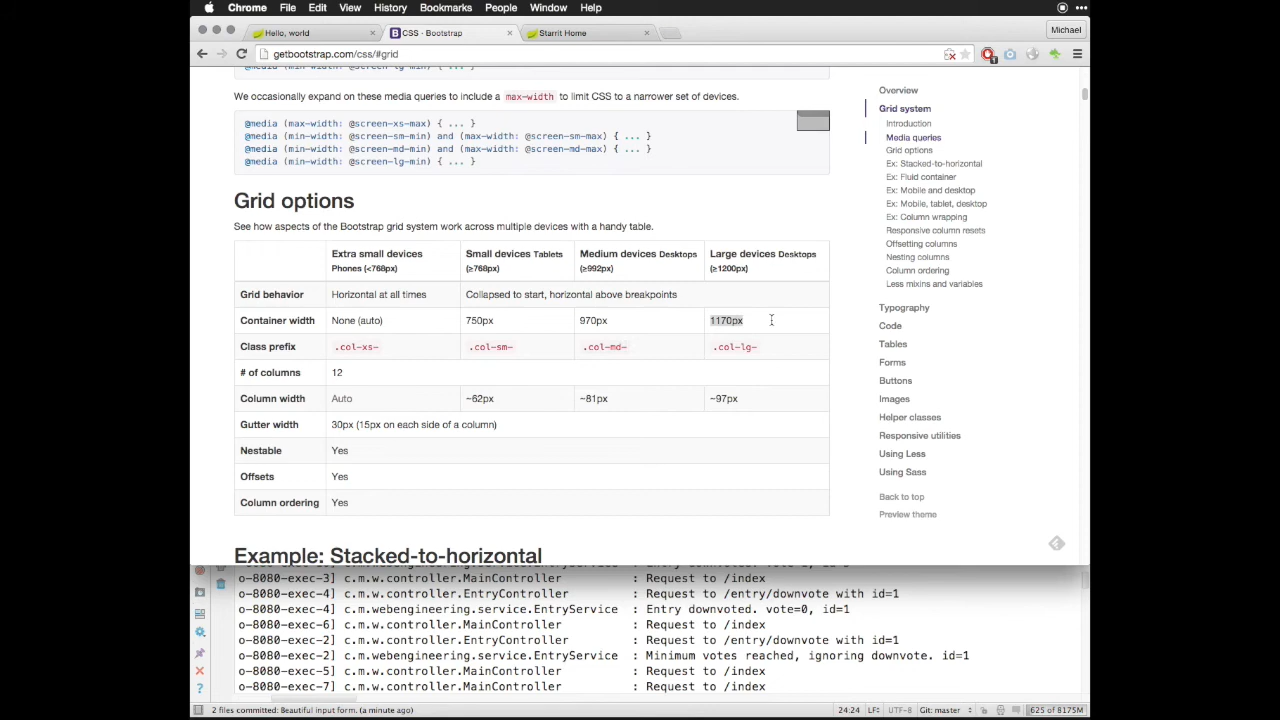 Chrome File Edit View History Bookmarks People Window Help
Hello, world
CSS · Bootstrap
Starrit Home
Michael
getbootstrap.com/css/#grid
We occasionally expand on these media queries to include a max-width to limit CSS to a narrower set of devices.
@media (max-width: @screen-xs-max) { ... }
@media (min-width: @screen-sm-min) and (max-width: @screen-sm-max) { ... }
@media (min-width: @screen-md-min) and (max-width: @screen-md-max) { ... }
@media (min-width: @screen-lg-min) { ... }
Grid options
See how aspects of the Bootstrap grid system work across multiple devices with a handy table.
Extra small devices Phones (<768px)
Small devices Tablets (≥768px)
Medium devices Desktops (≥992px)
Large devices Desktops (≥1200px)
Grid behavior Horizontal at all times Collapsed to start, horizontal above breakpoints
Container width None (auto) 750px 970px 1170px
Class prefix .col-xs- .col-sm- .col-md- .col-lg-
# of columns 12
Column width Auto ~62px ~81px ~97px
Gutter width 30px (15px on each side of a column)
Nestable Yes
Offsets Yes
Column ordering Yes
Example: Stacked-to-horizontal
Overview
Grid system
Introduction
Media queries
Grid options
Ex: Stacked-to-horizontal
Ex: Fluid container
Ex: Mobile and desktop
Ex: Mobile, tablet, desktop
Ex: Column wrapping
Responsive column resets
Offsetting columns
Nesting columns
Column ordering
Less mixins and variables
Typography
Code
Tables
Forms
Buttons
Images
Helper classes
Responsive utilities
Using Less
Using Sass
Back to top
Preview theme
o-8080-exec-3] c.m.w.controller.MainController : Request to /index
o-8080-exec-4] c.m.w.controller.EntryController : Request to /entry/downvote with id=1
o-8080-exec-4] c.m.webengineering.service.EntryService : Entry downvoted. vote=0, id=1
o-8080-exec-6] c.m.w.controller.MainController : Request to /index
o-8080-exec-2] c.m.w.controller.EntryController : Request to /entry/downvote with id=1
o-8080-exec-2] c.m.webengineering.service.EntryService : Minimum votes reached, ignoring downvote. id=1
o-8080-exec-5] c.m.w.controller.MainController : Request to /index
o-8080-exec-7] c.m.w.controller.MainController : Request to /index
2 files committed: Beautiful input form. (a minute ago) 24:24 LF÷ UTF-8 Git: master 625 of 8175M